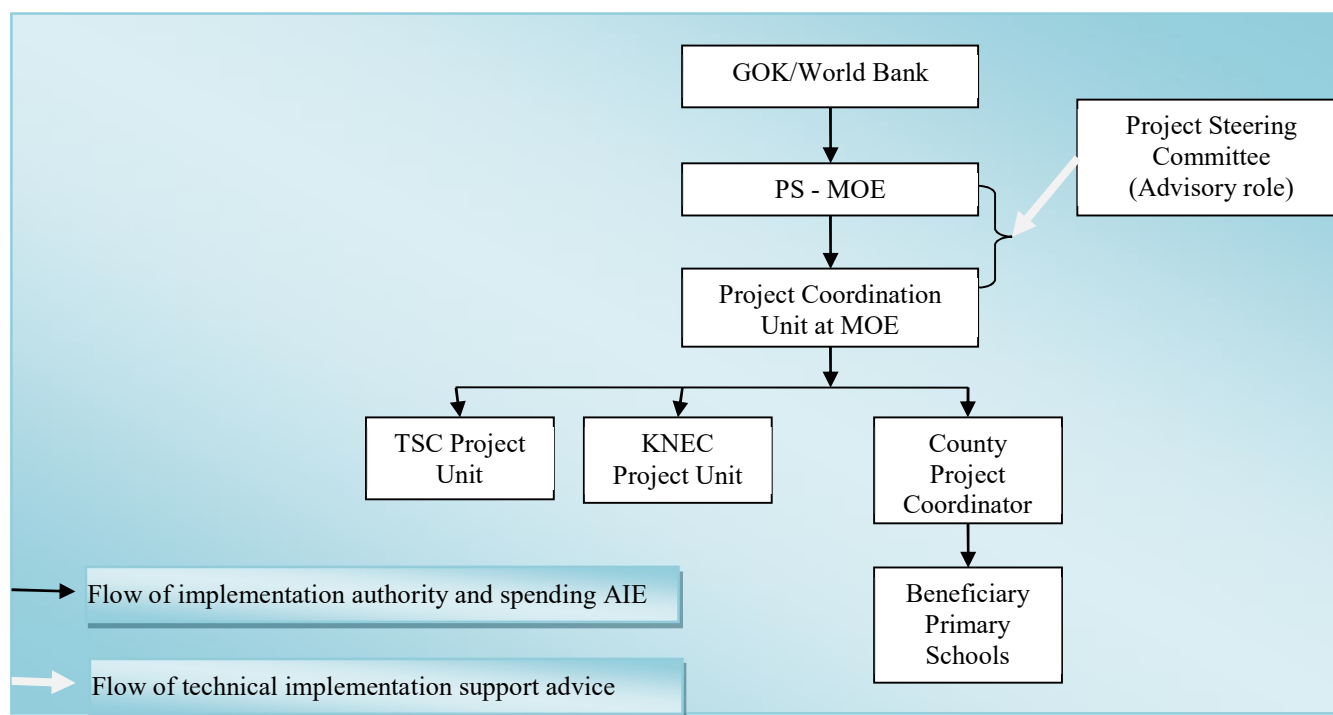 GOK/World Bank
Project Steering
Committee
(Advisory role)
PS - MOE
Project Coordination
Unit at MOE
TSC Project
Unit
KNEC
Project Unit
County
Project
Coordinator
Flow of implementation authority and spending AIE
Beneficiary
Primary
Schools
Flow of technical implementation support advice